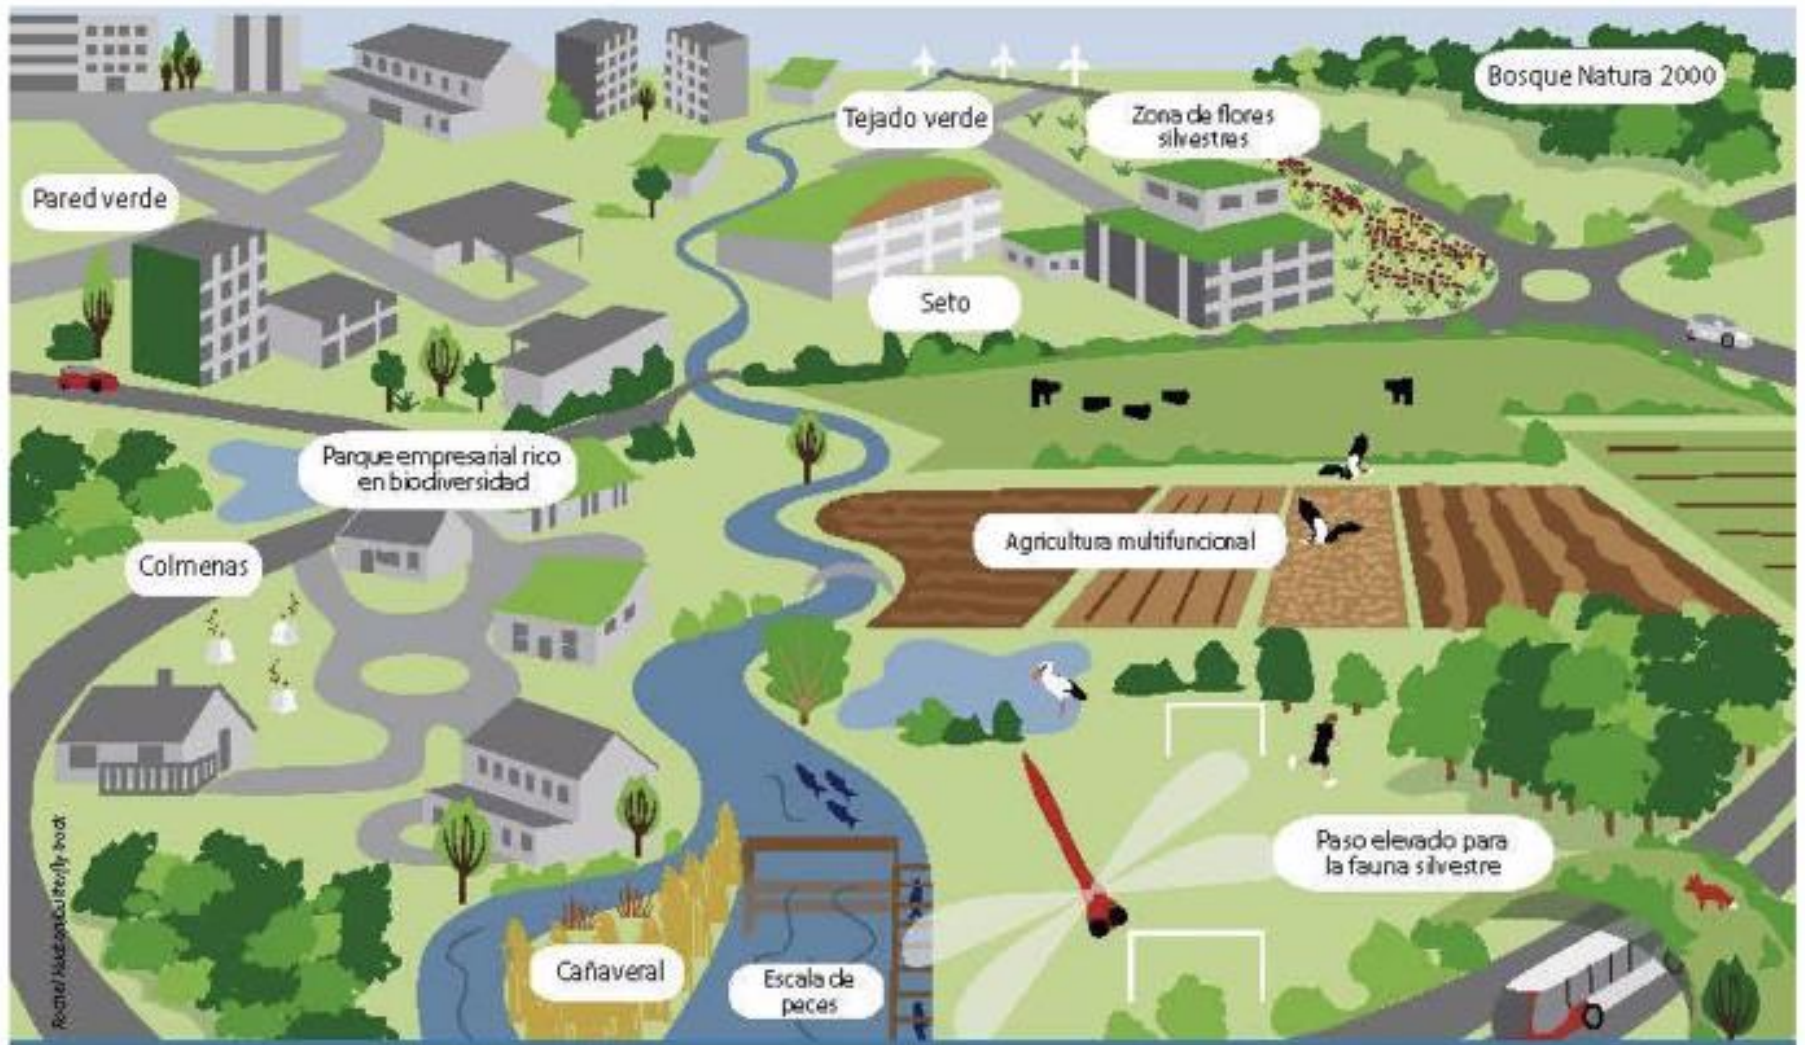 Bosque Natura 2000
Tejado verde
Zona de flores
silvestres
Pared verde
Seto
Parque empresarial rico
en biodiversidad
Agricultura multifuncional
Colmenas
Paso elevado para
la fauna silvestre
Cañaveral
Escala de
peces